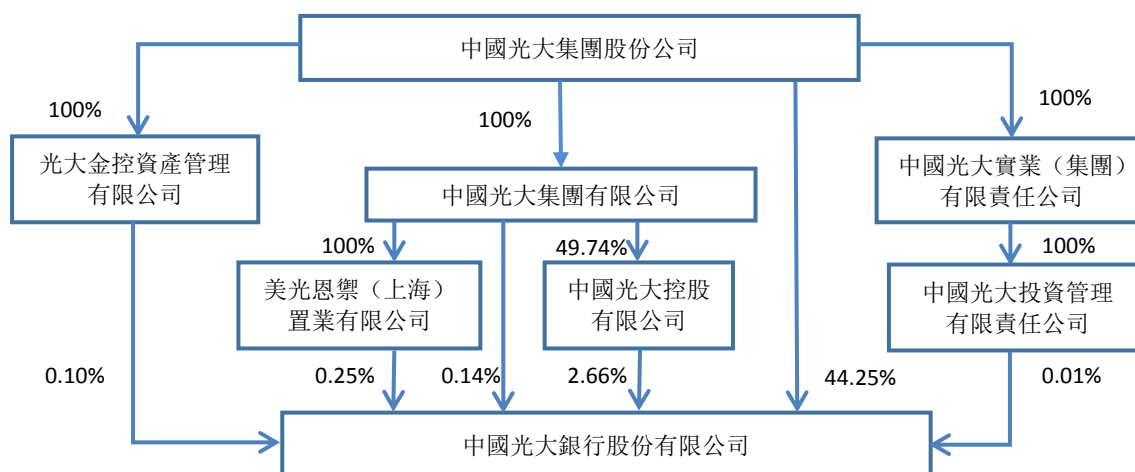 中國光大集團股份公司
100%
100%
100%
光大金控資產管理
有限公司
中國光大集團有限公司
中國光大實業（集團）
有限責任公司
100%
49.74%
100%
美光恩禦（上海）
置業有限公司
中國光大控股
有限公司
中國光大投資管理
有限責任公司
0.10%
0.25%
0.14%
2.66%
44.25%
0.01%
中國光大銀行股份有限公司